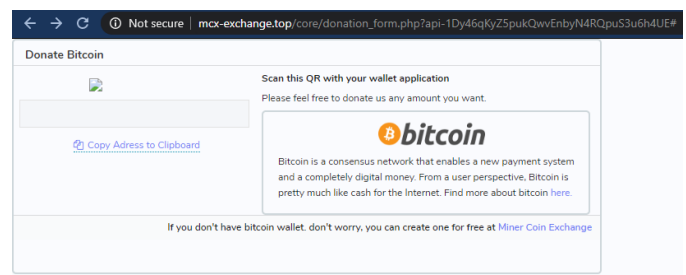 Not secure | mcx-exchange.top/core/donation_form.php?api-1Dy46qKyZ5pukQwvEnbyN4RQpuS3u6h4UE#
Donate Bitcoin
Copy Adress to Clipboard
Scan this QR with your wallet application
Please feel free to donate us any amount you want.
bitcoin
Bitcoin is a consensus network that enables a new payment system
and a completely digital money. From a user perspective, Bitcoin is
pretty much like cash for the Internet. Find more about bitcoin here.
If you don't have bitcoin wallet. don't worry, you can create one for free at Miner Coin Exchange